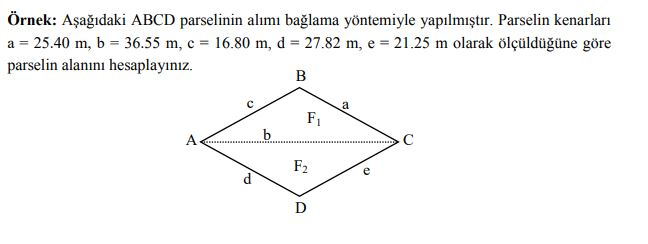 Örnek: Aşağıdaki ABCD parselinin alımı bağlama yöntemiyle yapılmıştır. Parselin kenarları
a = 25.40 m, b = 36.55 m, c = 16.80 m, d = 27.82 m, e = 21.25 m olarak ölçüldüğüne göre
parselin alanını hesaplayınız.
B
c
a
F₁
A
b
C
F₂
d
e
D